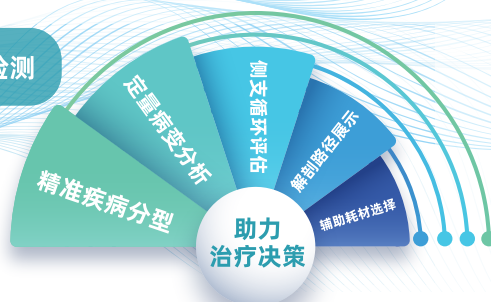 检测
精准疾病分型
定量病变分析
侧支循环评估
解剖路径展示
辅助耗材选择
助力
治疗决策